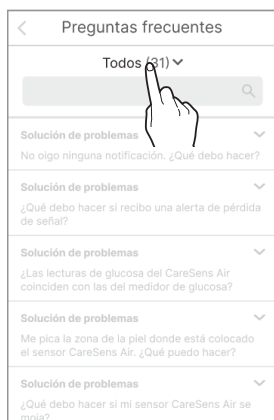 Preguntas frecuentes
Todos (31)
Solución de problemas
No oigo ninguna notificación. ¿Qué debo hacer?
Solución de problemas
¿Qué debo hacer si recibo una alerta de pérdida
de señal?
Solución de problemas
¿Las lecturas de glucosa del CareSens Air
coinciden con las del medidor de glucosa?
Solución de problemas
Me pica la zona de la piel donde está colocado
el sensor CareSens Air. ¿Qué puedo hacer?
Solución de problemas
¿Qué debo hacer si mi sensor CareSens Air se
moja?